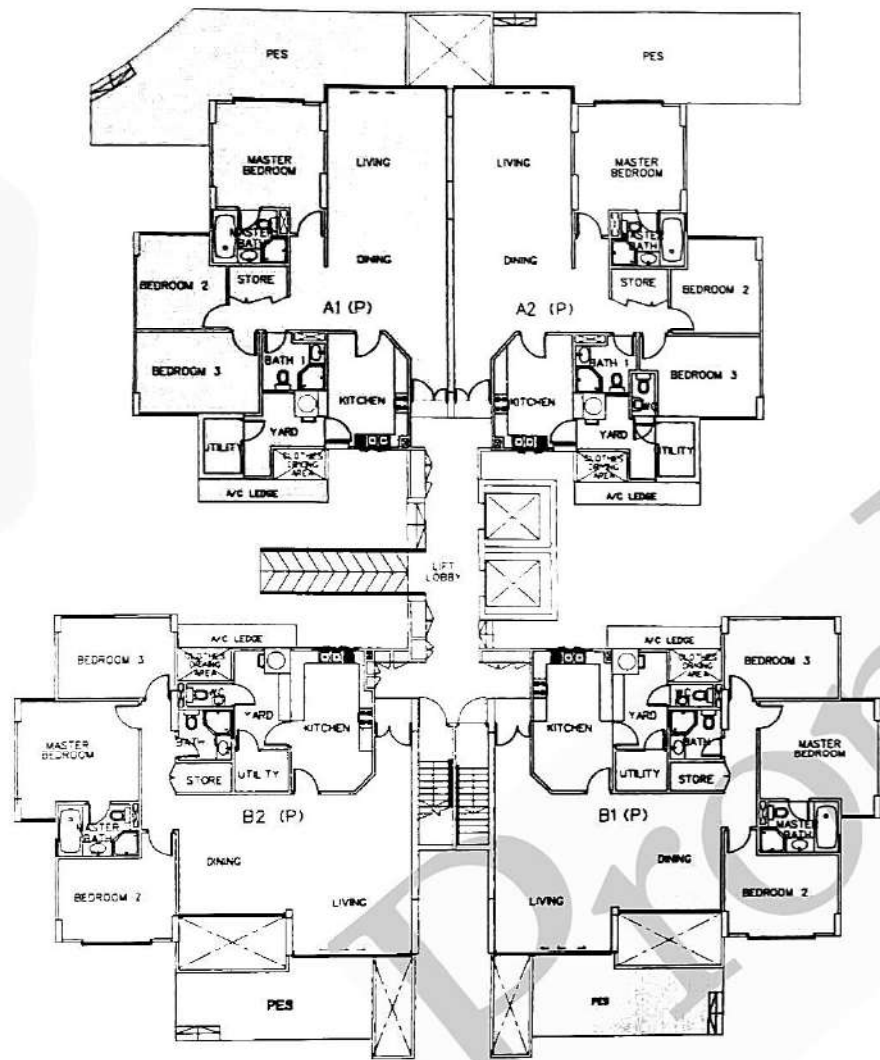 PES
PES
MASTER
BEDROOM
LIVING
LIVING
MASTER
BEDROOM
MASTER
BATH
MASTER
BATH
DINING
DINING
BEDROOM 2
STORE
STORE
BEDROOM 2
A1 (P)
A2 (P)
BEDROOM 3
BATH 1
KITCHEN
KITCHEN
BATH 1
WC
BEDROOM 3
UTILITY
YARD
YARD
UTILITY
CLOTHES
DRYING
AREA
CLOTHES
DRYING
AREA
A/C LEDGE
A/C LEDGE
LIFT
LOBBY
A/C LEDGE
A/C LEDGE
BEDROOM 3
CLOTHES
DRYING
AREA
CLOTHES
DRYING
AREA
BEDROOM 3
WC
YARD
KITCHEN
KITCHEN
YARD
WC
MASTER
BEDROOM
BATH
BATH
MASTER
BEDROOM
STORE
UTILITY
UTILITY
STORE
MASTER
BATH
B2 (P)
B1 (P)
MASTER
BATH
DINING
DINING
BEDROOM 2
LIVING
LIVING
BEDROOM 2
PES
PES